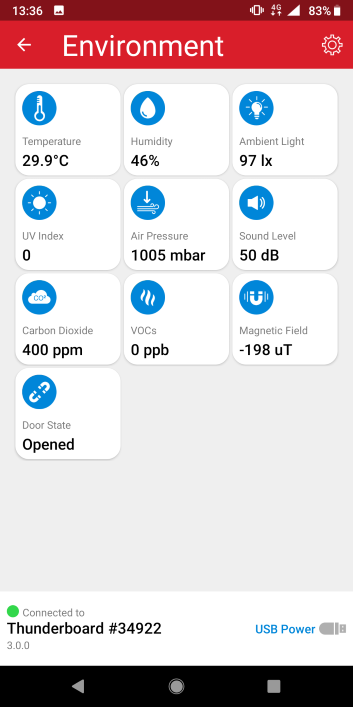 13:36
4G
83%
Environment
Temperature
29.9°C
Humidity
46%
Ambient Light
97 lx
UV Index
0
Air Pressure
1005 mbar
Sound Level
50 dB
CO²
Carbon Dioxide
400 ppm
VOCs
0 ppb
Magnetic Field
-198 uT
Door State
Opened
Connected to
Thunderboard #34922
USB Power
3.0.0